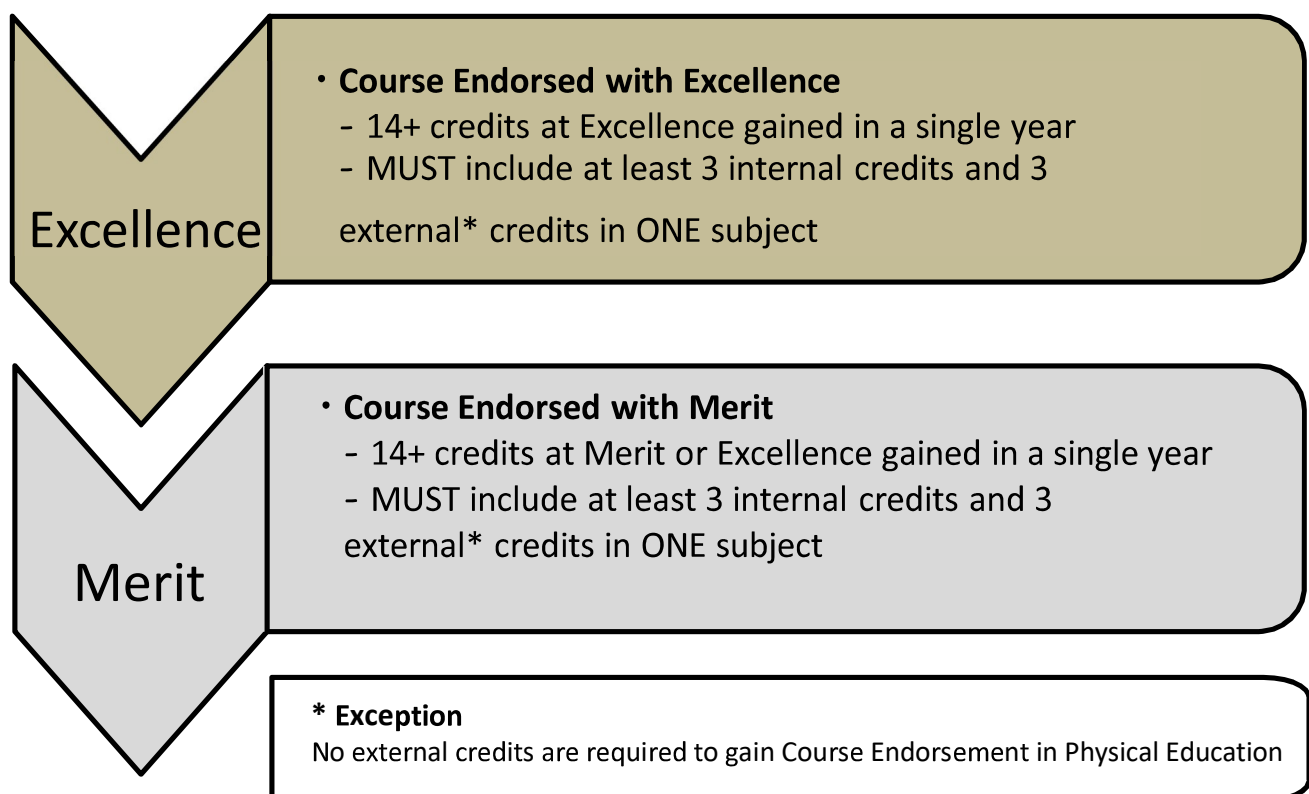 Excellence
· Course Endorsed with Excellence
- 14+ credits at Excellence gained in a single year
- MUST include at least 3 internal credits and 3
external* credits in ONE subject
Merit
· Course Endorsed with Merit
- 14+ credits at Merit or Excellence gained in a single year
- MUST include at least 3 internal credits and 3
external* credits in ONE subject
* Exception
No external credits are required to gain Course Endorsement in Physical Education